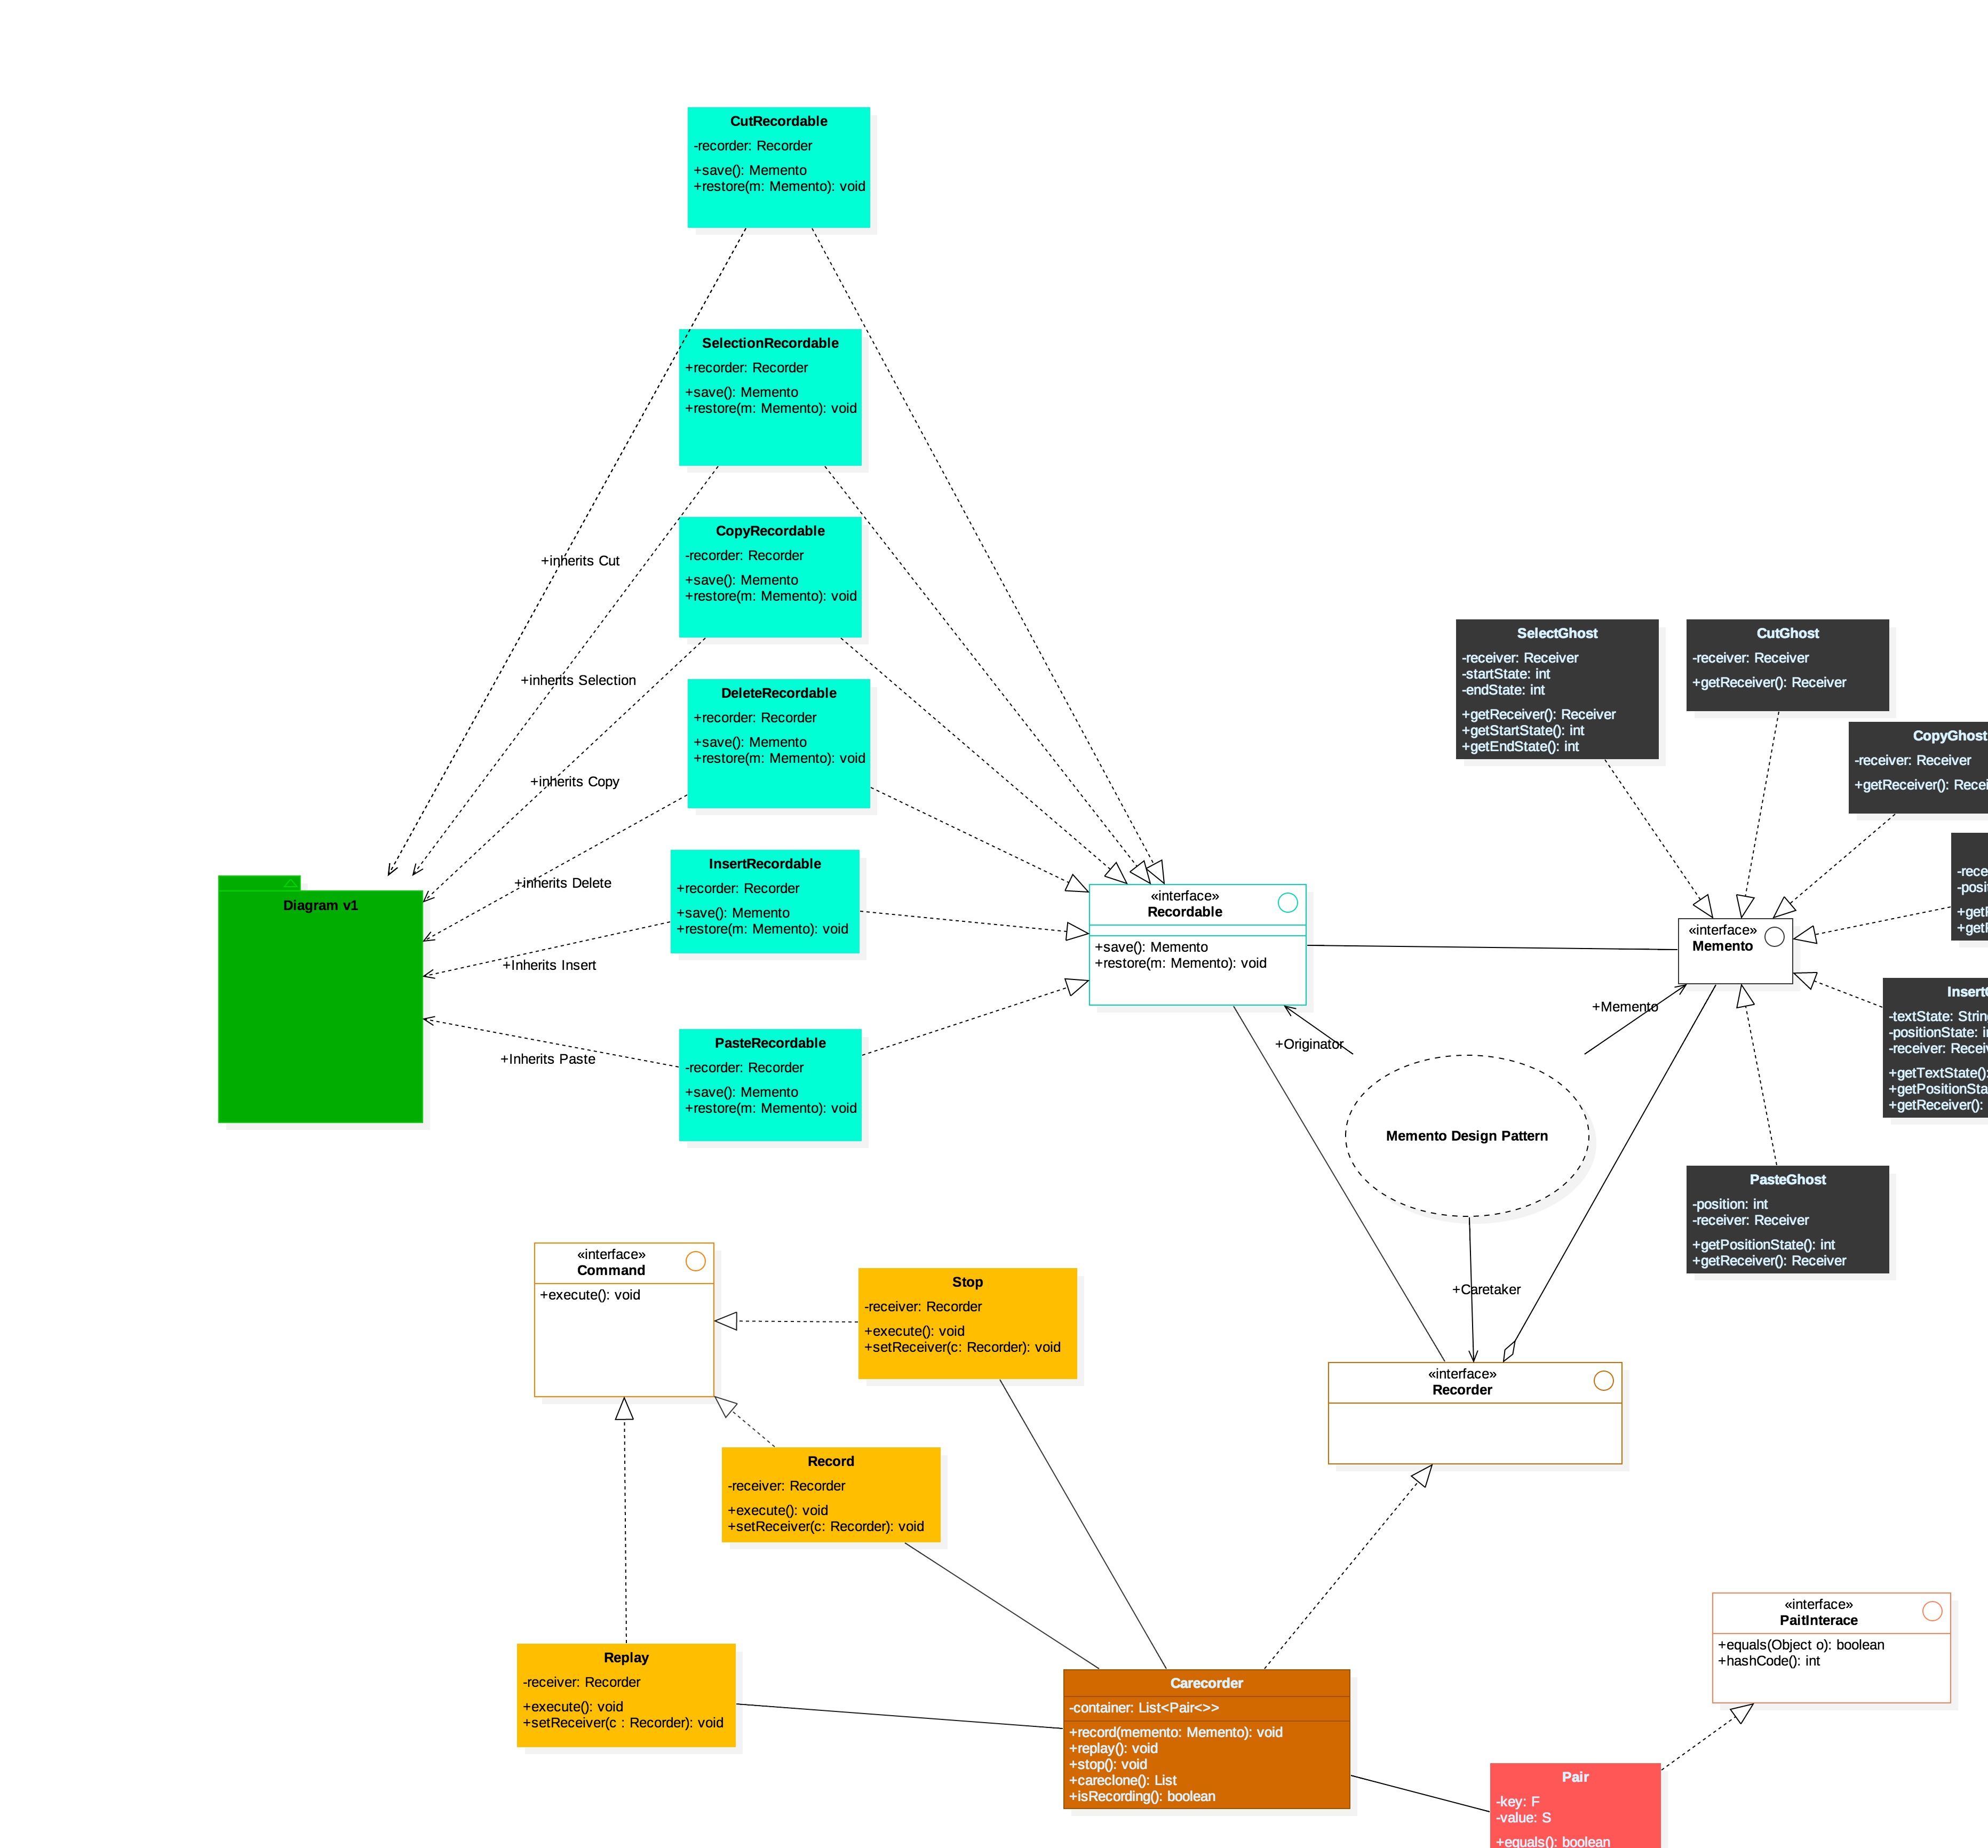 CutRecordable
-recorder: Recorder
+save(): Memento
+restore(m: Memento): void
SelectionRecordable
+recorder: Recorder
+save(): Memento
+restore(m: Memento): void
CopyRecordable
-recorder: Recorder
+save(): Memento
+restore(m: Memento): void
DeleteRecordable
+recorder: Recorder
+save(): Memento
+restore(m: Memento): void
InsertRecordable
+recorder: Recorder
+save(): Memento
+restore(m: Memento): void
PasteRecordable
-recorder: Recorder
+save(): Memento
+restore(m: Memento): void
+inherits Cut
+inherits Selection
+inherits Copy
+inherits Delete
+Inherits Insert
+Inherits Paste
Diagram v1
«interface»
Recordable
+save(): Memento
+restore(m: Memento): void
SelectGhost
-receiver: Receiver
-startState: int
-endState: int
+getReceiver(): Receiver
+getStartState(): int
+getEndState(): int
CutGhost
-receiver: Receiver
+getReceiver(): Receiver
CopyGhost
-receiver: Receiver
+getReceiver(): Recei
-rece
-posit
+getR
+getP
«interface»
Memento
InsertG
-textState: String
-positionState: in
-receiver: Receiv
+getTextState():
+getPositionStat
+getReceiver():
PasteGhost
-position: int
-receiver: Receiver
+getPositionState(): int
+getReceiver(): Receiver
+Memento
+Originator
Memento Design Pattern
+Caretaker
«interface»
Recorder
«interface»
Command
+execute(): void
Stop
-receiver: Recorder
+execute(): void
+setReceiver(c: Recorder): void
Record
-receiver: Recorder
+execute(): void
+setReceiver(c: Recorder): void
Replay
-receiver: Recorder
+execute(): void
+setReceiver(c : Recorder): void
Carecorder
-container: List<Pair<>>
+record(memento: Memento): void
+replay(): void
+stop(): void
+careclone(): List
+isRecording(): boolean
«interface»
PaitInterace
+equals(Object o): boolean
+hashCode(): int
Pair
-key: F
-value: S
+equals(): boolean